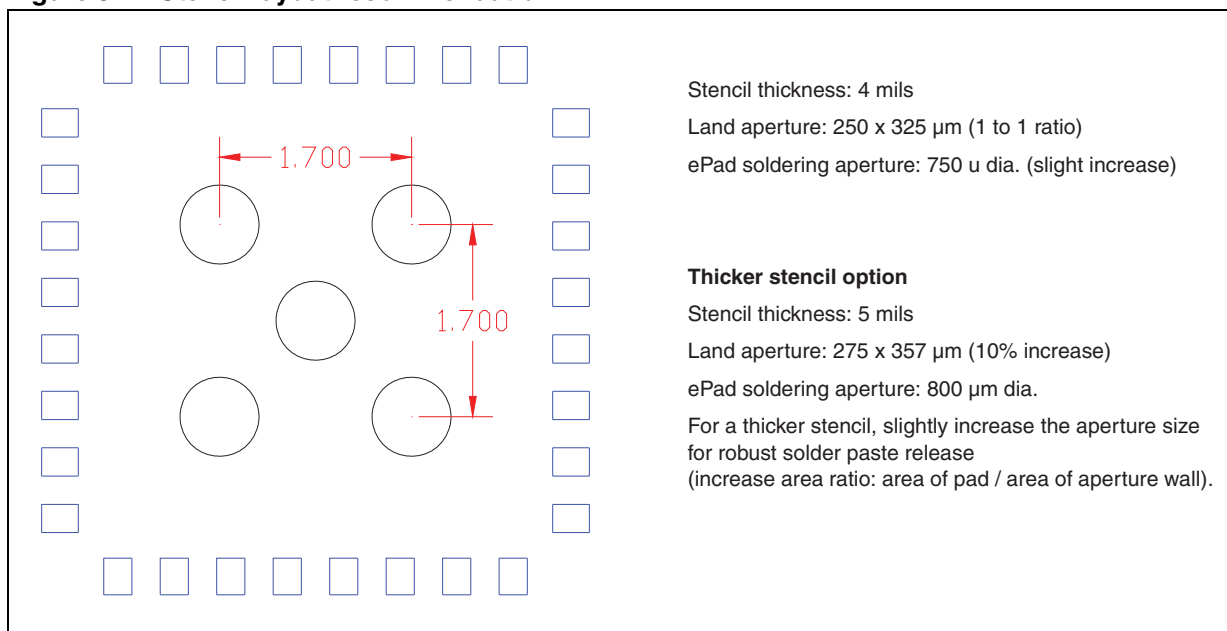 1.700
1.700
Stencil thickness: 4 mils
Land aperture: 250 x 325 µm (1 to 1 ratio)
ePad soldering aperture: 750 u dia. (slight increase)
Thicker stencil option
Stencil thickness: 5 mils
Land aperture: 275 x 357 µm (10% increase)
ePad soldering aperture: 800 µm dia.
For a thicker stencil, slightly increase the aperture size
for robust solder paste release
(increase area ratio: area of pad / area of aperture wall).